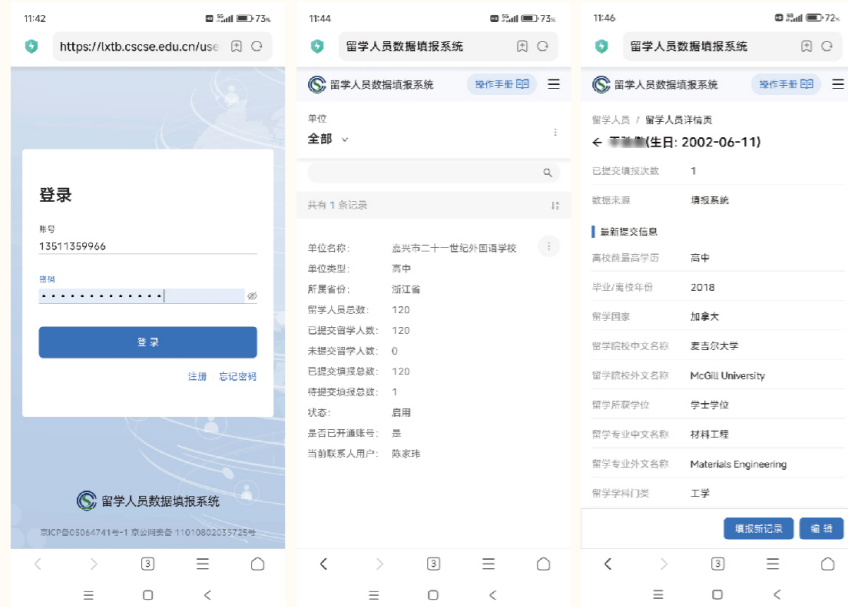 11:42
73%
https://lxtb.cscse.edu.cn/use
登录
账号
13511359966
密码
登 录
注册 忘记密码
留学人员数据填报系统
京ICP备05064741号-1 京公网安备 11010802035725号
3
11:44
73%
留学人员数据填报系统
留学人员数据填报系统
操作手册
单位
全部
共有 1 条记录
单位名称: 嘉兴市二十一世纪外国语学校
单位类型: 高中
所属省份: 浙江省
留学人员总数: 120
已提交留学人数: 120
未提交留学人数: 0
已提交填报总数: 120
待提交填报总数: 1
状态: 启用
是否已开通账号: 是
当前联系人用户: 陈家玮
3
11:46
72%
留学人员数据填报系统
留学人员数据填报系统
操作手册
留学人员 / 留学人员详情页
(生日: 2002-06-11)
已提交填报次数 1
数据来源 填报系统
最新提交信息
离校前最高学历 高中
毕业/离校年份 2018
留学国家 加拿大
留学院校中文名称 麦吉尔大学
留学院校外文名称 McGill University
留学所获学位 学士学位
留学专业中文名称 材料工程
留学专业外文名称 Materials Engineering
留学学科门类 工学
填报新记录 编 辑
3